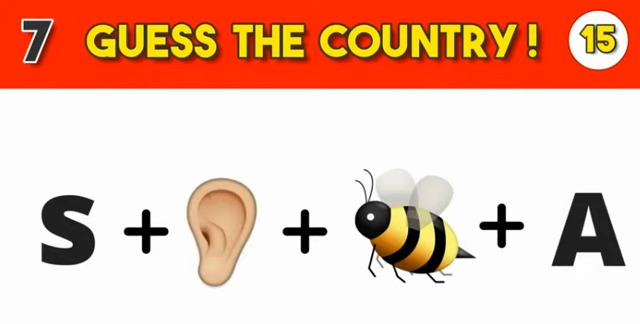 7 GUESS THE COUNTRY! 15
S + + + A